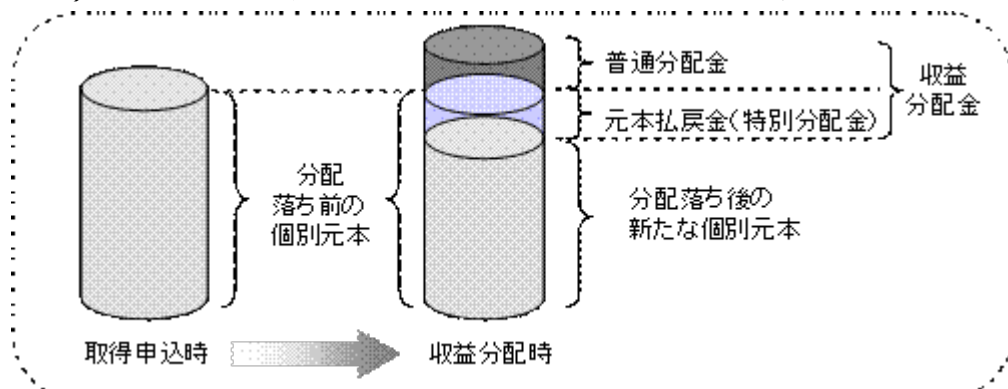 普通分配金
収益
分配金
元本払戻金(特別分配金)
分配
落ち前の
個別元本
分配落ち後の
新たな個別元本
取得申込時
収益分配時